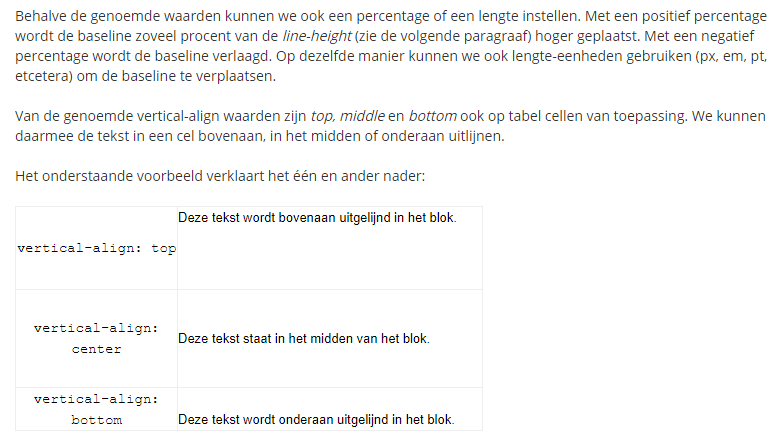 Behalve de genoemde waarden kunnen we ook een percentage of een lengte instellen. Met een positief percentage
wordt de baseline zoveel procent van de line-height (zie de volgende paragraaf) hoger geplaatst. Met een negatief
percentage wordt de baseline verlaagd. Op dezelfde manier kunnen we ook lengte-eenheden gebruiken (px, em, pt,
etcetera) om de baseline te verplaatsen.
Van de genoemde vertical-align waarden zijn top, middle en bottom ook op tabel cellen van toepassing. We kunnen
daarmee de tekst in een cel bovenaan, in het midden of onderaan uitlijnen.
Het onderstaande voorbeeld verklaart het één en ander nader:
Deze tekst wordt bovenaan uitgelijnd in het blok.
vertical-align: top
vertical-align:
center
Deze tekst staat in het midden van het blok.
vertical-align:
bottom
Deze tekst wordt onderaan uitgelijnd in het blok.